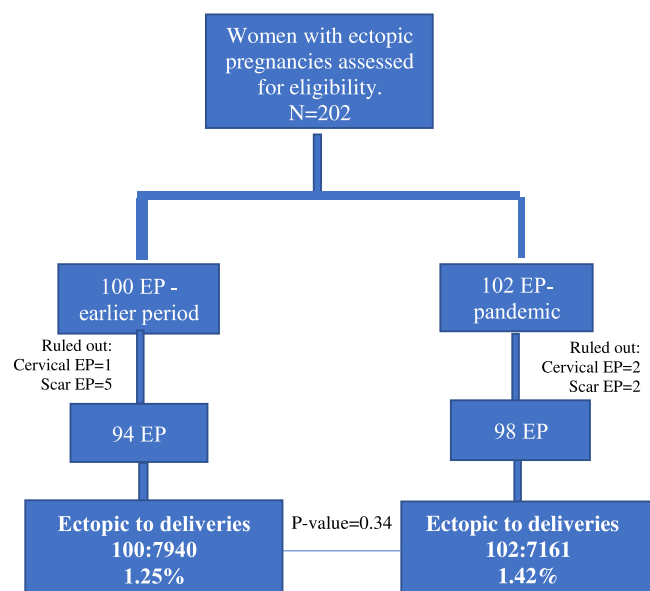 Women with ectopic
pregnancies assessed
for eligibility.
N=202
100 EP -
earlier period
102 EP-
pandemic
Ruled out:
Cervical EP=1
Scar EP=5
Ruled out:
Cervical EP=2
Scar EP=2
94 EP
98 EP
Ectopic to deliveries
100:7940
1.25%
P-value=0.34
Ectopic to deliveries
102:7161
1.42%